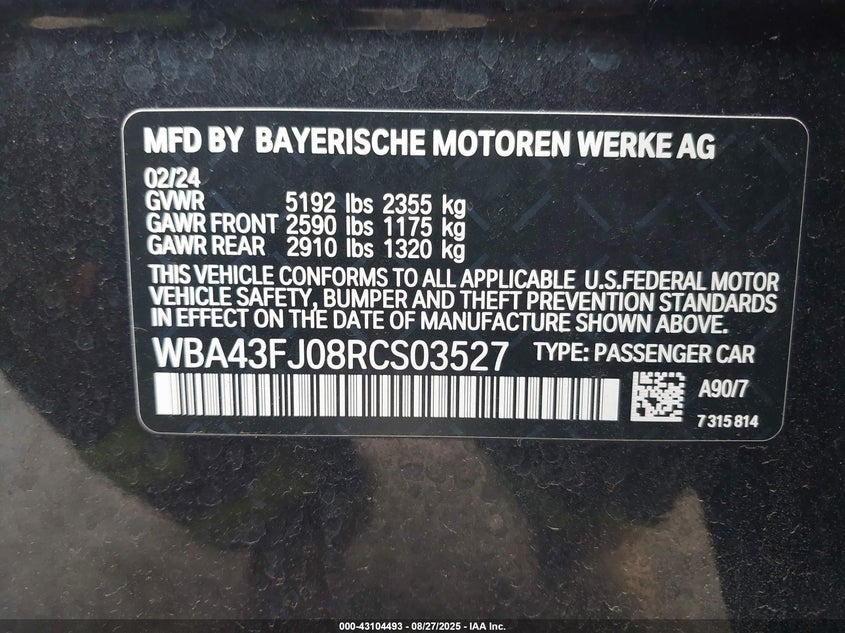 MFD BY BAYERISCHE MOTOREN WERKE AG
02/24
GVWR 5192 lbs 2355 kg
GAWR FRONT 2590 lbs 1175 kg
GAWR REAR 2910 lbs 1320 kg
THIS VEHICLE CONFORMS TO ALL APPLICABLE U.S.FEDERAL MOTOR
VEHICLE SAFETY, BUMPER AND THEFT PREVENTION STANDARDS
IN EFFECT ON THE DATE OF MANUFACTURE SHOWN ABOVE.
WBA43FJ08RCS03527 TYPE: PASSENGER CAR
A90/7
7 315 814
000-43104493 - 08/27/2025 - IAA Inc.